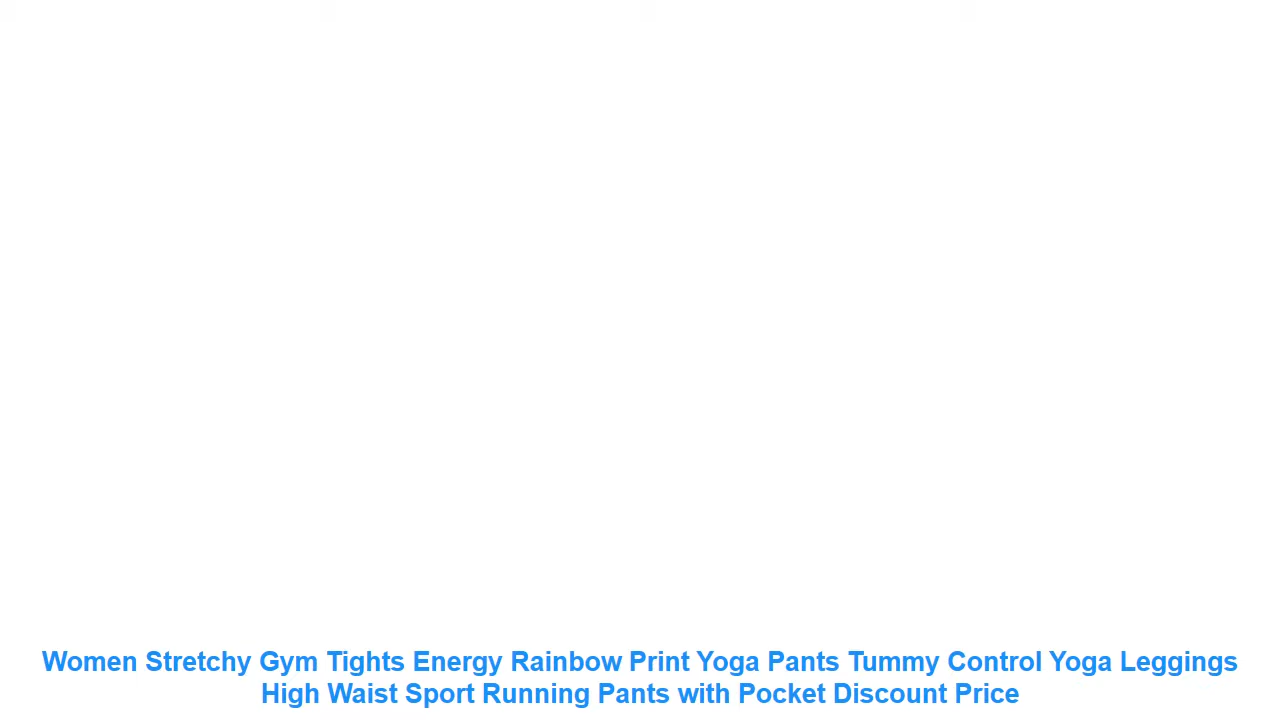 Women Stretchy Gym Tights Energy Rainbow Print Yoga Pants Tummy Control Yoga Leggings
High Waist Sport Running Pants with Pocket Discount Price